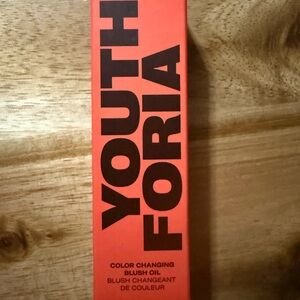 YOUTH
FORIA
COLOR CHANGING
BLUSH OIL
BLUSH CHANGEANT
DE COULEUR